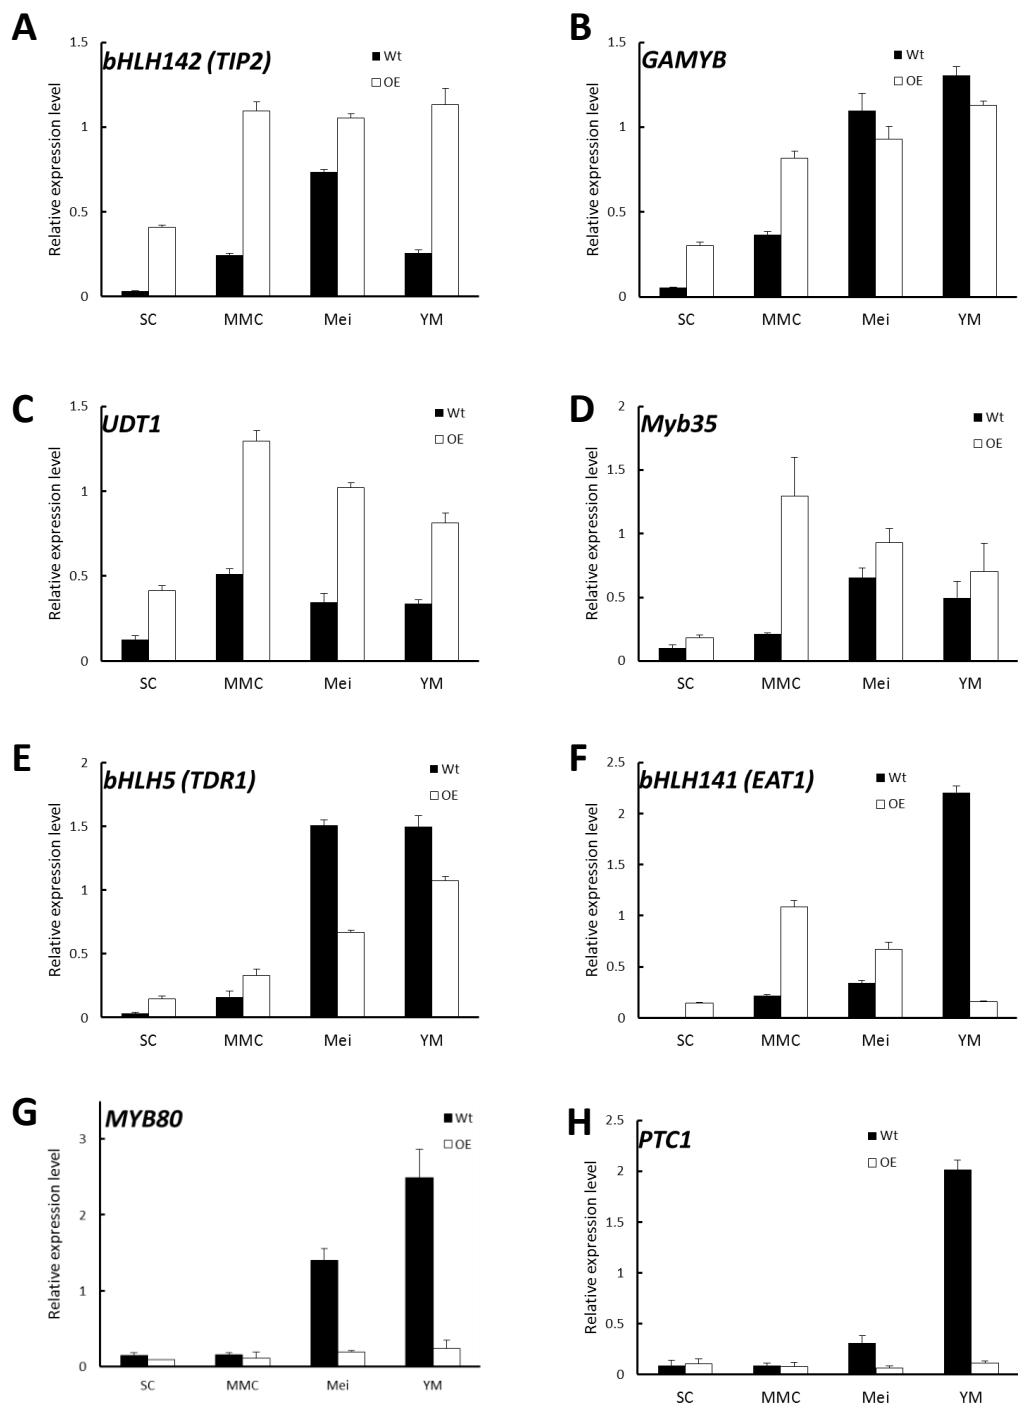 A
bHLH142 (TIP2)
Wt
OE
Relative expression level
1.5
1
0.5
0
SC MMC Mei YM
B
GAMYB
Wt
OE
Relative expression level
1.5
1
0.5
0
SC MMC Mei YM
C
UDT1
Wt
OE
Relative expression level
1.5
1
0.5
0
SC MMC Mei YM
D
Myb35
Wt
OE
Relative expression level
2
1.5
1
0.5
0
SC MMC Mei YM
E
bHLH5 (TDR1)
Wt
OE
Relative expression level
2
1.5
1
0.5
0
SC MMC Mei YM
F
bHLH141 (EAT1)
Wt
OE
Relative expression level
2.5
2
1.5
1
0.5
0
SC MMC Mei YM
G
MYB80
Wt
OE
Relative expression level
3
2
1
0
SC MMC Mei YM
H
PTC1
Wt
OE
Relative expression level
2.5
2
1.5
1
0.5
0
SC MMC Mei YM